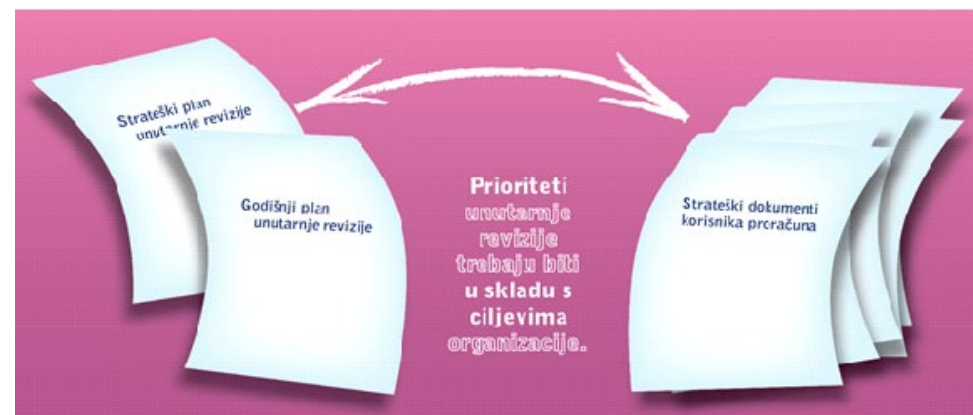 Strateški plan
unutarnje revizije
Godišnji plan
unutarnje revizije
Prioriteti
unutarnje
revizije
trebaju biti
u skladu s
ciljevima
organizacije.
Strateški dokumenti
korisnika proračuna